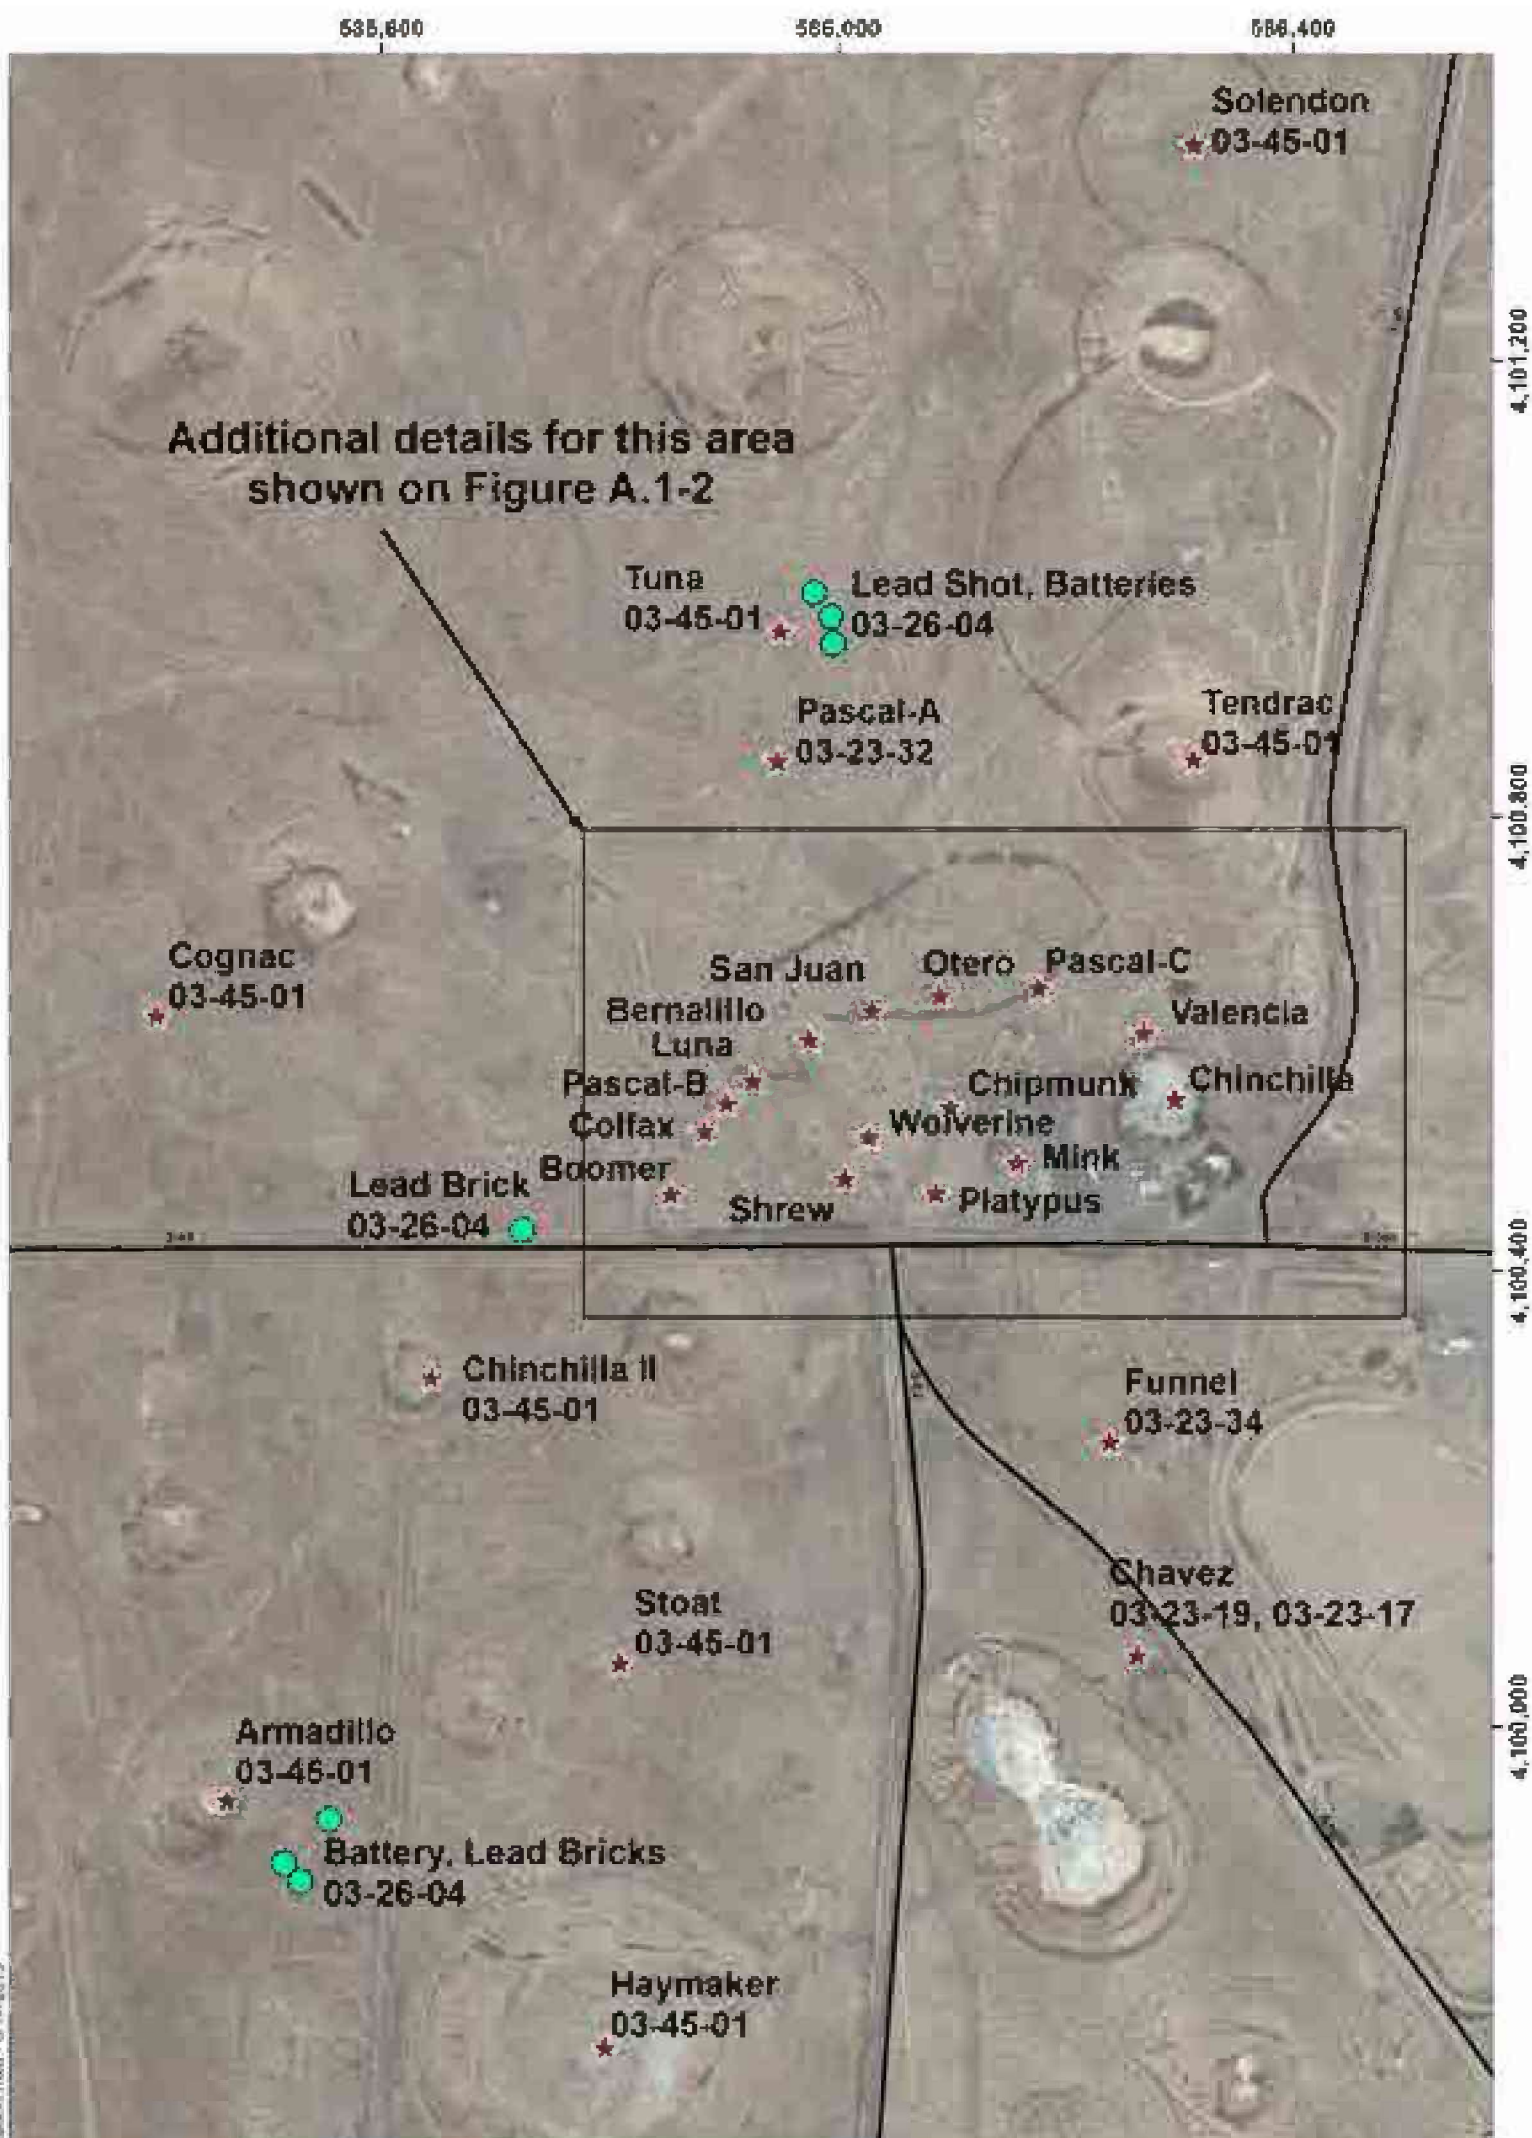 586,000
586,400
Solendon
03-45-01
4,101,200
Additional details for this area
shown on Figure A.1-2
Tuna
03-45-01
Lead Shot, Batteries
03-26-04
Pascal-A
03-23-32
Tendrac
03-45-01
4,100,800
Cognac
03-45-01
San Juan
Otero
Pascal-C
Bernalillo
Valencia
Luna
Pascal-B
Chipmunk
Chinchilla
Colfax
Wolverine
Boomer
Mink
Lead Brick
03-26-04
Shrew
Platypus
4,100,400
Chinchilla II
03-45-01
Funnel
03-23-34
Chavez
03-23-19, 03-23-17
Stoat
03-45-01
4,100,000
Armadillo
03-45-01
Battery, Lead Bricks
03-26-04
Haymaker
03-45-01